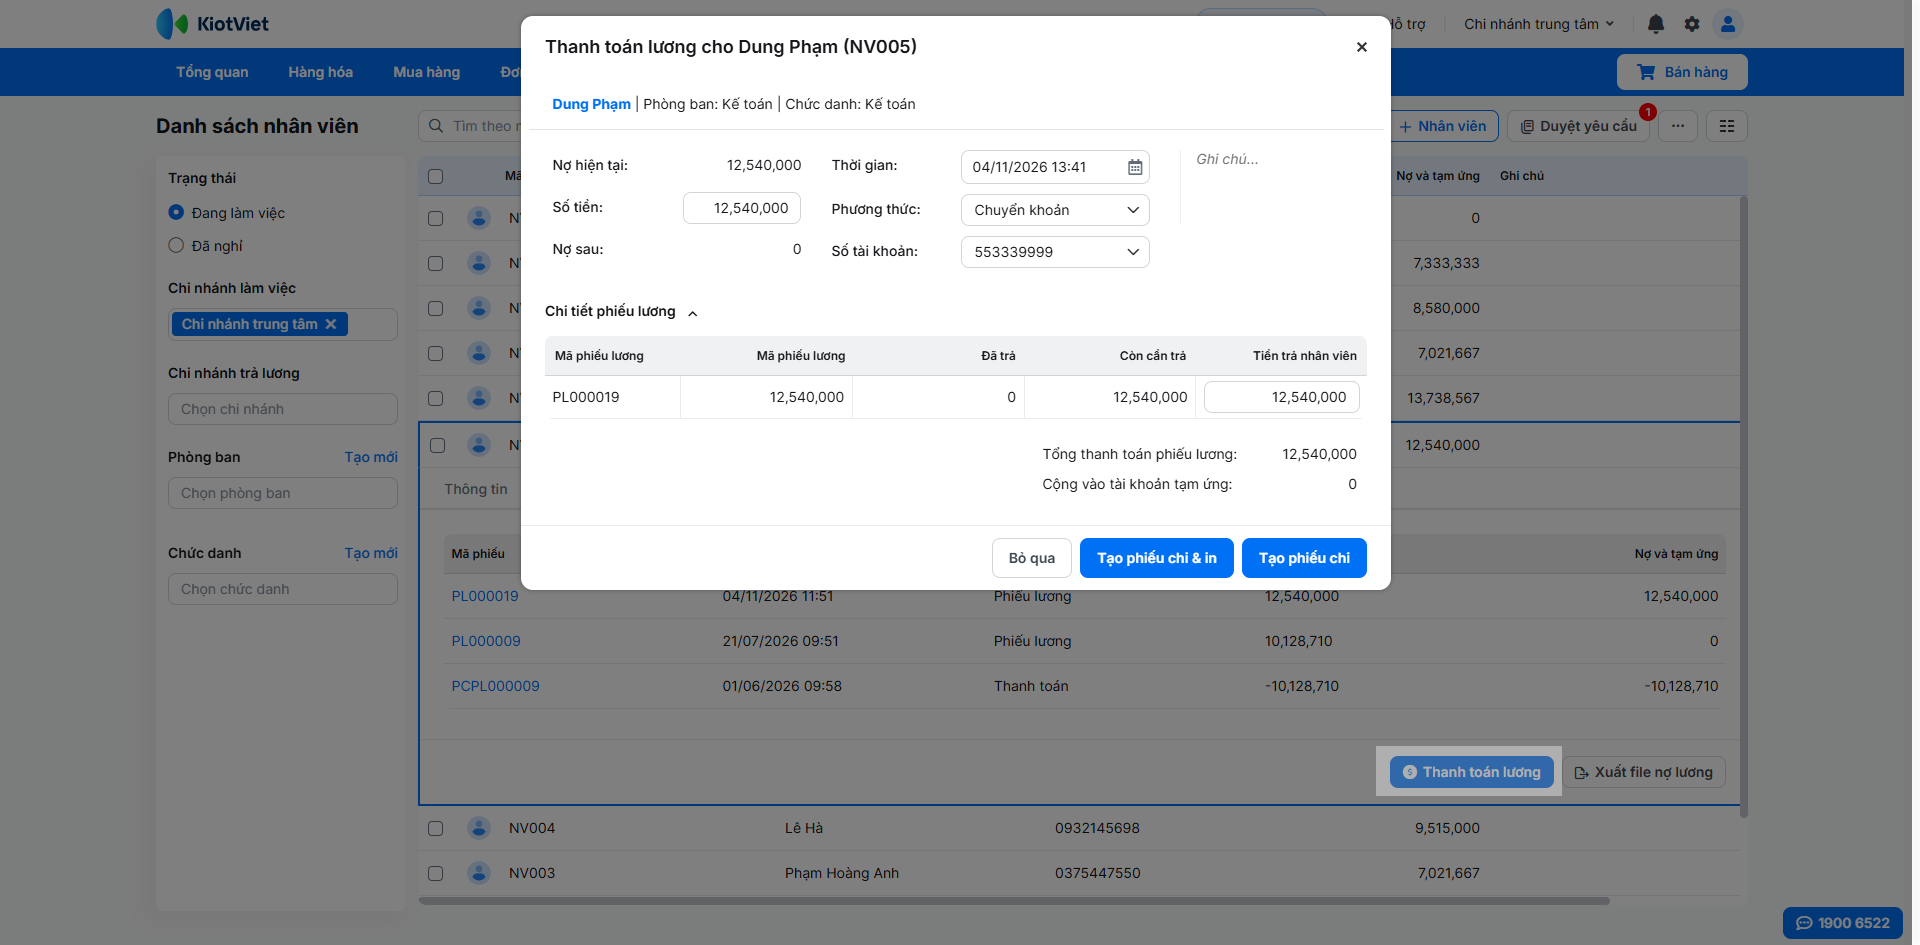 KiotViet
Hỗ trợ
Chi nhánh trung tâm
Tổng quan
Hàng hóa
Mua hàng
Bán hàng
Danh sách nhân viên
Tìm theo
Nhân viên
Duyệt yêu cầu
1
Trạng thái
Đang làm việc
Đã nghỉ
Chi nhánh làm việc
Chi nhánh trung tâm
Chi nhánh trả lương
Chọn chi nhánh
Phòng ban Tạo mới
Chọn phòng ban
Chức danh Tạo mới
Chọn chức danh
Thanh toán lương cho Dung Phạm (NV005)
Dung Phạm | Phòng ban: Kế toán | Chức danh: Kế toán
Nợ hiện tại: 12,540,000
Thời gian: 04/11/2026 13:41
Ghi chú...
Số tiền: 12,540,000
Phương thức: Chuyển khoản
Nợ sau: 0
Số tài khoản: 553339999
Chi tiết phiếu lương
Mã phiếu lương Mã phiếu lương Đã trả Còn cần trả Tiền trả nhân viên
PL000019 12,540,000 0 12,540,000 12,540,000
Tổng thanh toán phiếu lương: 12,540,000
Cộng vào tài khoản tạm ứng: 0
Bỏ qua
Tạo phiếu chi & in
Tạo phiếu chi
Nợ và tạm ứng Ghi chú
0
7,333,333
8,580,000
7,021,667
13,738,567
12,540,000
Thông tin
Mã phiếu Nợ và tạm ứng
PL000019 04/11/2026 11:51 Phiếu lương 12,540,000 12,540,000
PL000009 21/07/2026 09:51 Phiếu lương 10,128,710 0
PCPL000009 01/06/2026 09:58 Thanh toán -10,128,710 -10,128,710
Thanh toán lương
Xuất file nợ lương
NV004 Lê Hà 0932145698 9,515,000
NV003 Phạm Hoàng Anh 0375447550 7,021,667
1900 6522